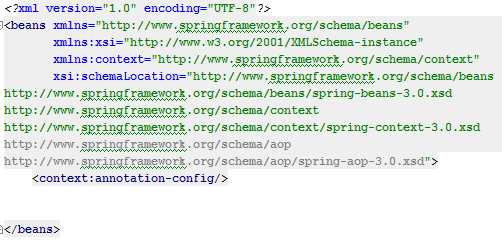 <?xml version="1.0" encoding="UTF-8"?>
<beans xmlns="http://www.springframework.org/schema/beans"
xmlns:xsi="http://www.w3.org/2001/XMLSchema-instance"
xmlns:context="http://www.springframework.org/schema/context"
xsi:schemaLocation="http://www.springframework.org/schema/beans
http://www.springframework.org/schema/beans/spring-beans-3.0.xsd
http://www.springframework.org/schema/context
http://www.springframework.org/schema/context/spring-context-3.0.xsd
http://www.springframework.org/schema/aop
http://www.springframework.org/schema/aop/spring-aop-3.0.xsd">
<context:annotation-config/>
</beans>